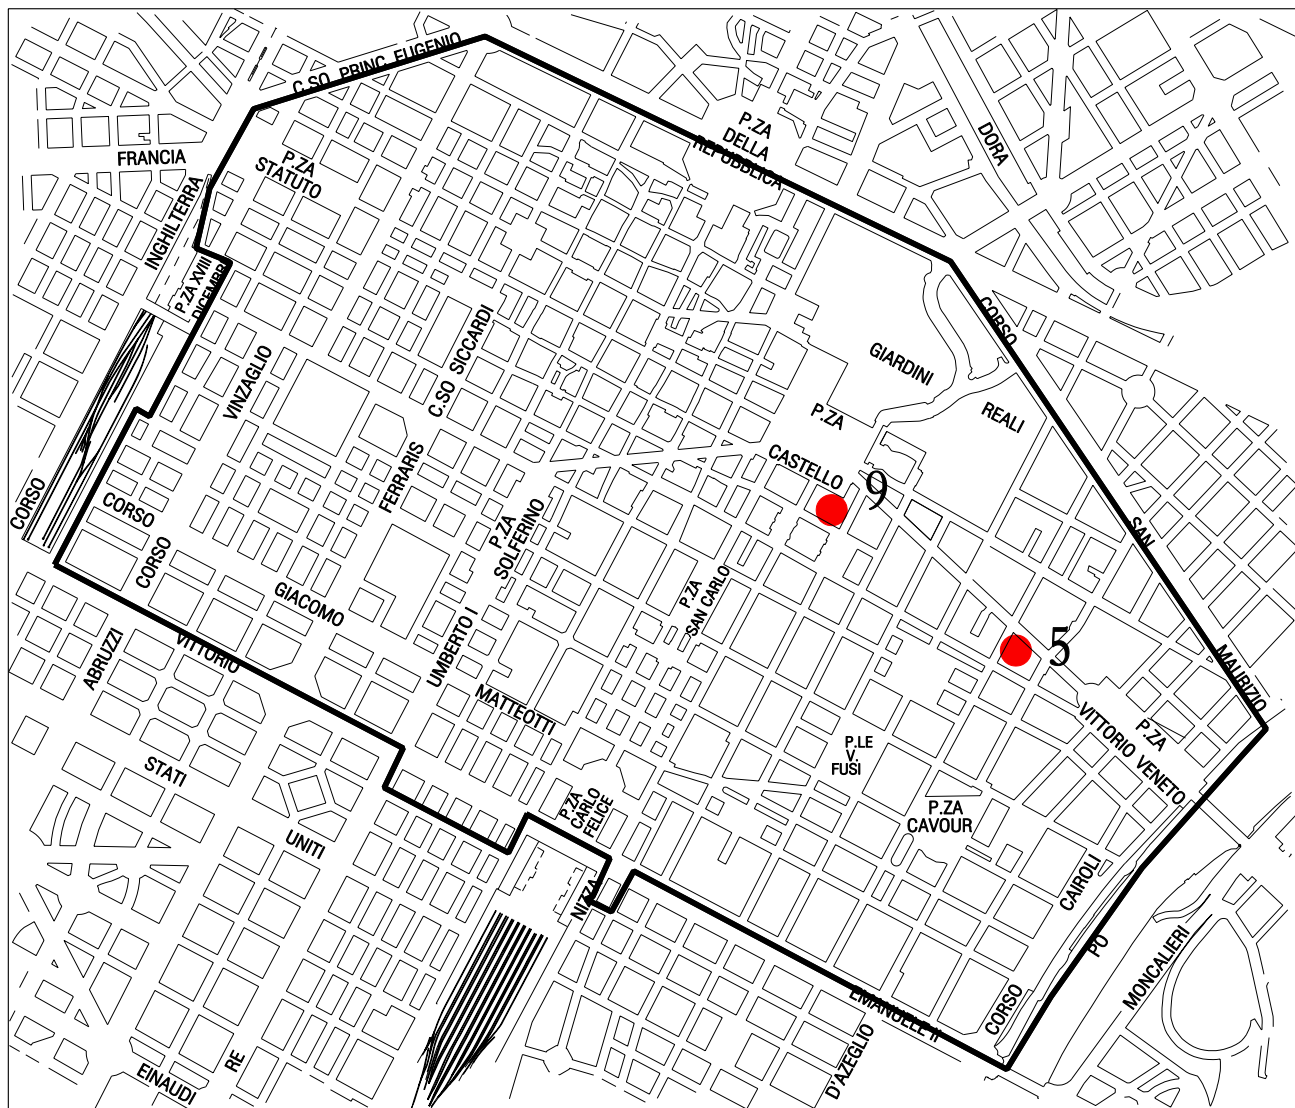 C.SO PRINC. EUGENIO
P.ZA
DELLA
REPUBBLICA
DORA
FRANCIA
P.ZA
STATUTO
INGHILTERRA
P.ZA XVIII
DICEMBR
CORSO
C.SO SICCARDI
VINZAGLIO
GIARDINI
REALI
P.ZA
CASTELLO
9
FERRARIS
CORSO
CORSO
CORSO
P.ZA
SOLFERINO
SAN
GIACOMO
P.ZA
SAN CARLO
UMBERTO I
5
ABRUZZI
VITTORIO
MAURIZIO
MATTEOTTI
VITTORIO VENETO
P.ZA
P.LE
V.
FUSI
STATI
P.ZA
CARLO
FELICE
P.ZA
CAVOUR
UNITI
CAIROLI
NIZZA
PO
MONCALIERI
EMANUELE II
CORSO
D'AZEGLIO
RE
EINAUDI